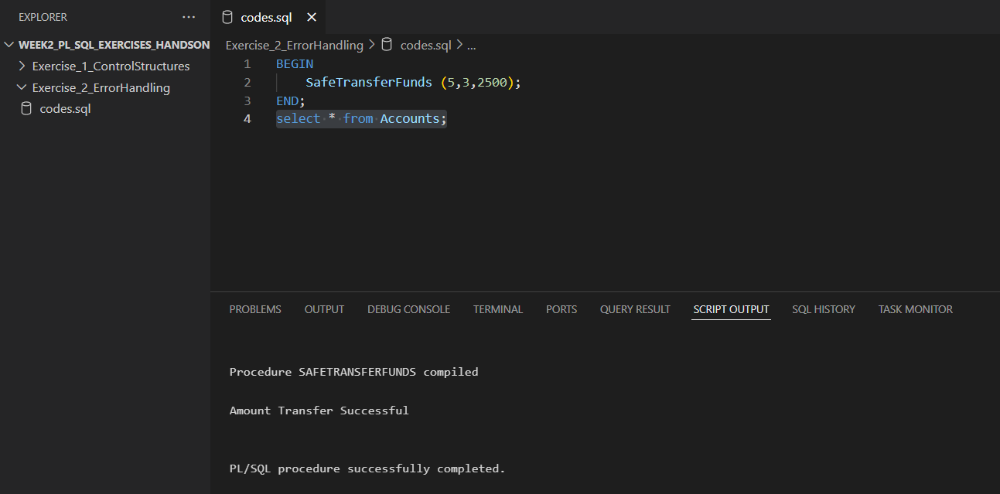 EXPLORER ...
WEEK2_PL_SQL_EXERCISES_HANDSON
Exercise_1_ControlStructures
Exercise_2_ErrorHandling
codes.sql
codes.sql
Exercise_2_ErrorHandling > codes.sql > ...
1 BEGIN
2 SafeTransferFunds (5,3,2500);
3 END;
4 select * from Accounts;
PROBLEMS OUTPUT DEBUG CONSOLE TERMINAL PORTS QUERY RESULT SCRIPT OUTPUT SQL HISTORY TASK MONITOR
Procedure SAFETRANSFERFUNDS compiled
Amount Transfer Successful
PL/SQL procedure successfully completed.